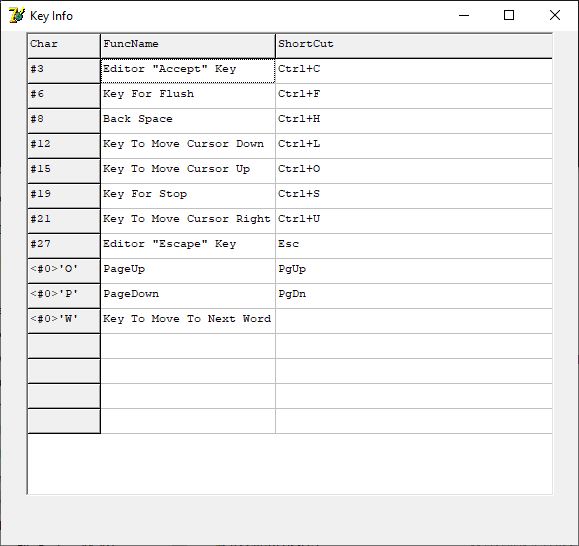 Key Info
Char FuncName ShortCut
#3 Editor "Accept" Key Ctrl+C
#6 Key For Flush Ctrl+F
#8 Back Space Ctrl+H
#12 Key To Move Cursor Down Ctrl+L
#15 Key To Move Cursor Up Ctrl+O
#19 Key For Stop Ctrl+S
#21 Key To Move Cursor Right Ctrl+U
#27 Editor "Escape" Key Esc
<#0>'O' PageUp PgUp
<#0>'P' PageDown PgDn
<#0>'W' Key To Move To Next Word